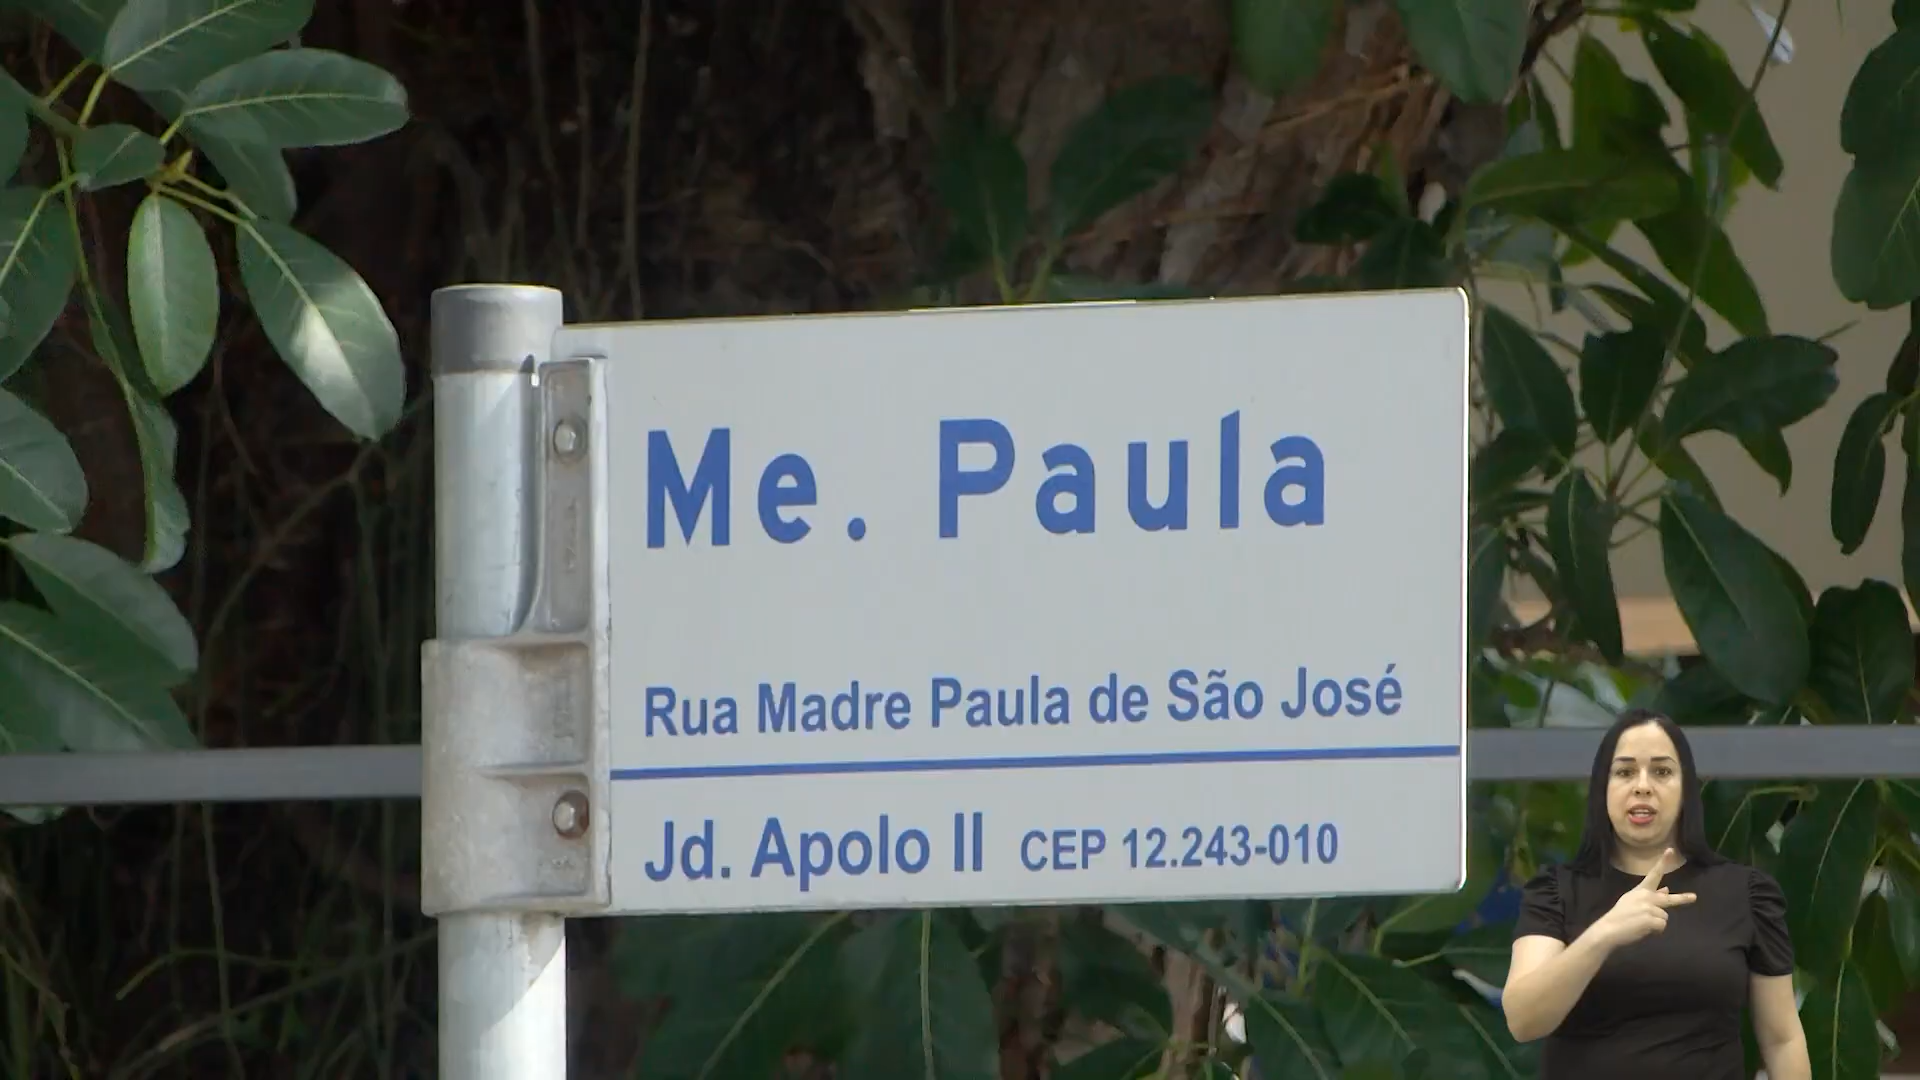 Me. Paula
Rua Madre Paula de São José
Jd. Apolo II CEP 12.243-010